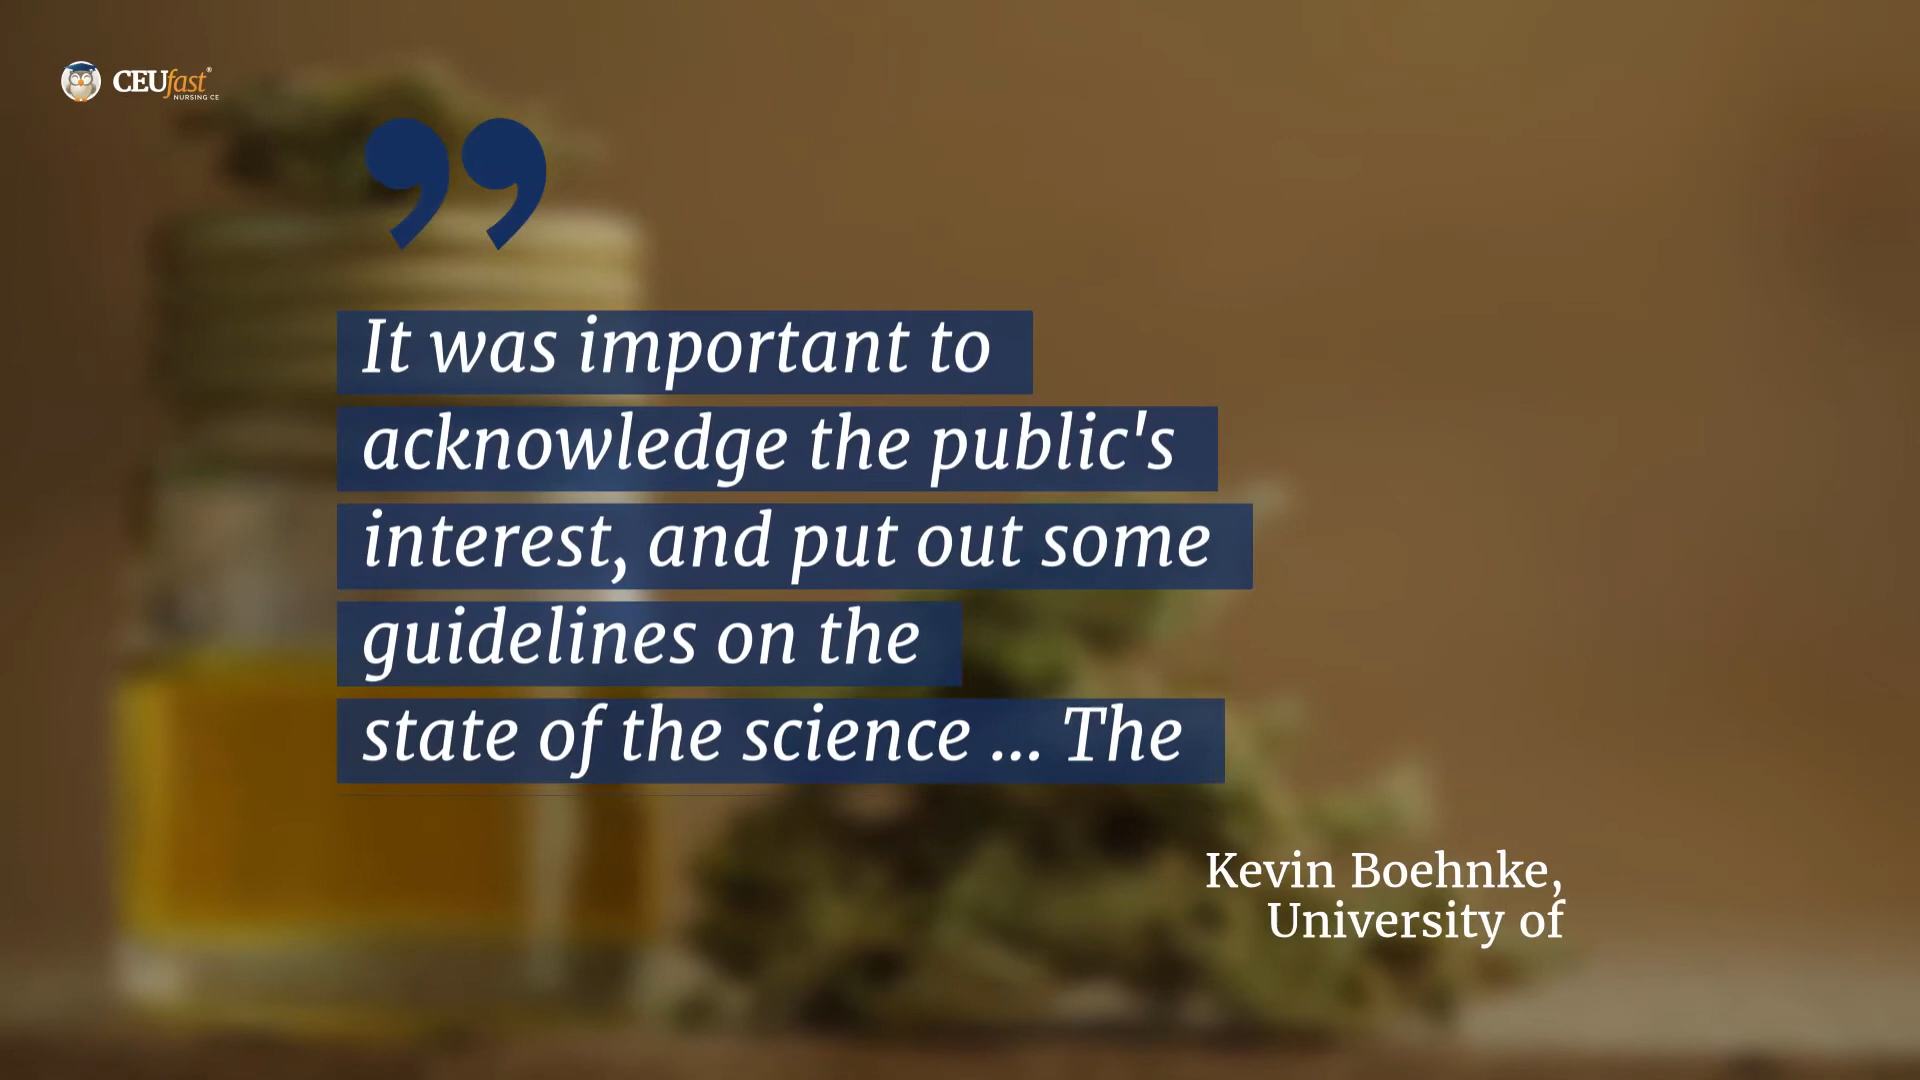 CEUfast®
NURSING CE
”
It was important to
acknowledge the public's
interest, and put out some
guidelines on the
state of the science ... The
Kevin Boehnke,
University of